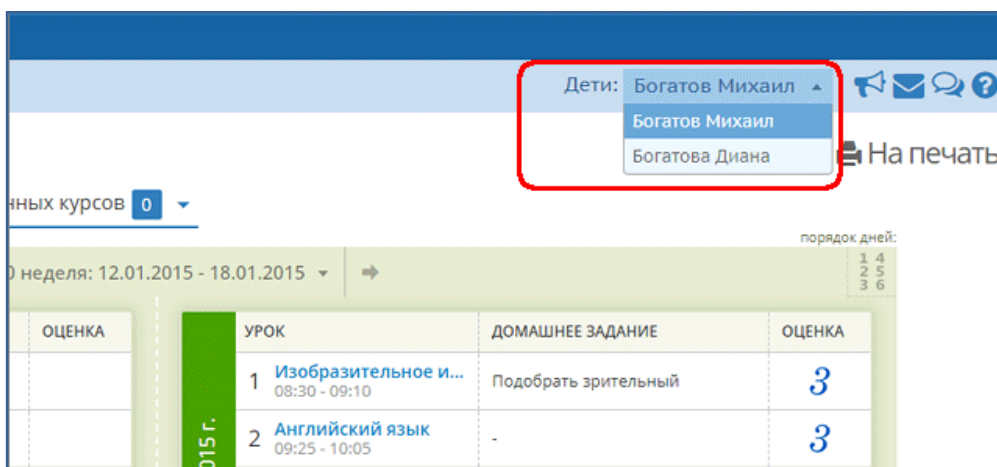 Дети: Богатов Михаил
Богатов Михаил
Богатова Диана
На печать
курсов 0
порядок дней:
неделя: 12.01.2015 - 18.01.2015
1 4
2 5
3 6
ОЦЕНКА УРОК ДОМАШНЕЕ ЗАДАНИЕ ОЦЕНКА
1 Изобразительное и... Подобрать зрительный 3
08:30 - 09:10
2 Английский язык - 3
09:25 - 10:05
015 г.